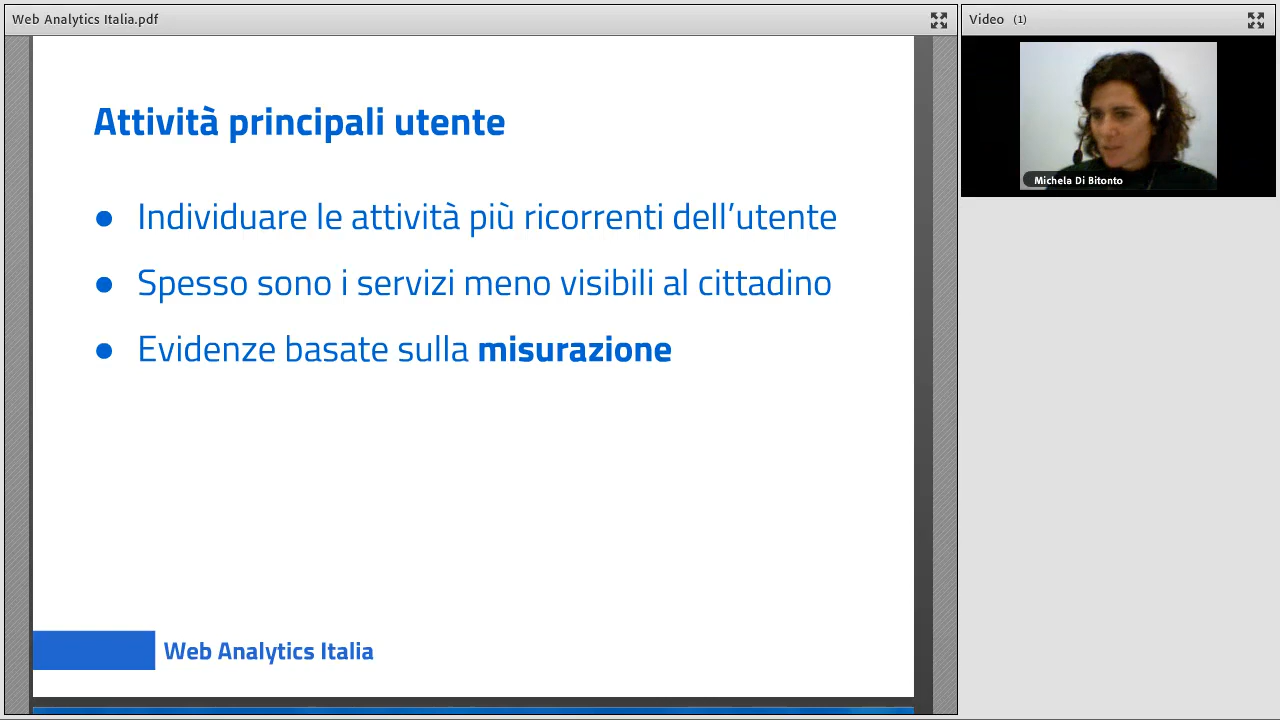 Web Analytics Italia.pdf
Video (1)
Michela Di Bitonto
Attività principali utente
● Individuare le attività più ricorrenti dell’utente
● Spesso sono i servizi meno visibili al cittadino
● Evidenze basate sulla misurazione
Web Analytics Italia